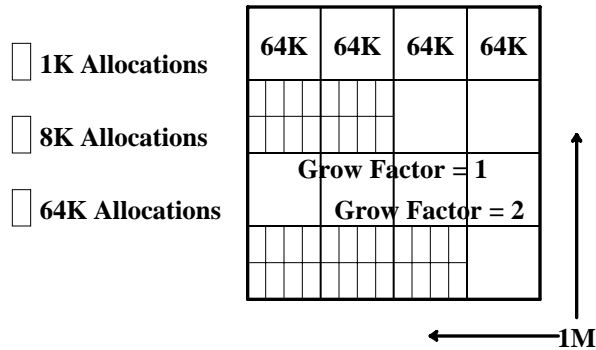 64K 64K 64K 64K
1K Allocations
8K Allocations
Grow Factor = 1
64K Allocations
Grow Factor = 2
1M